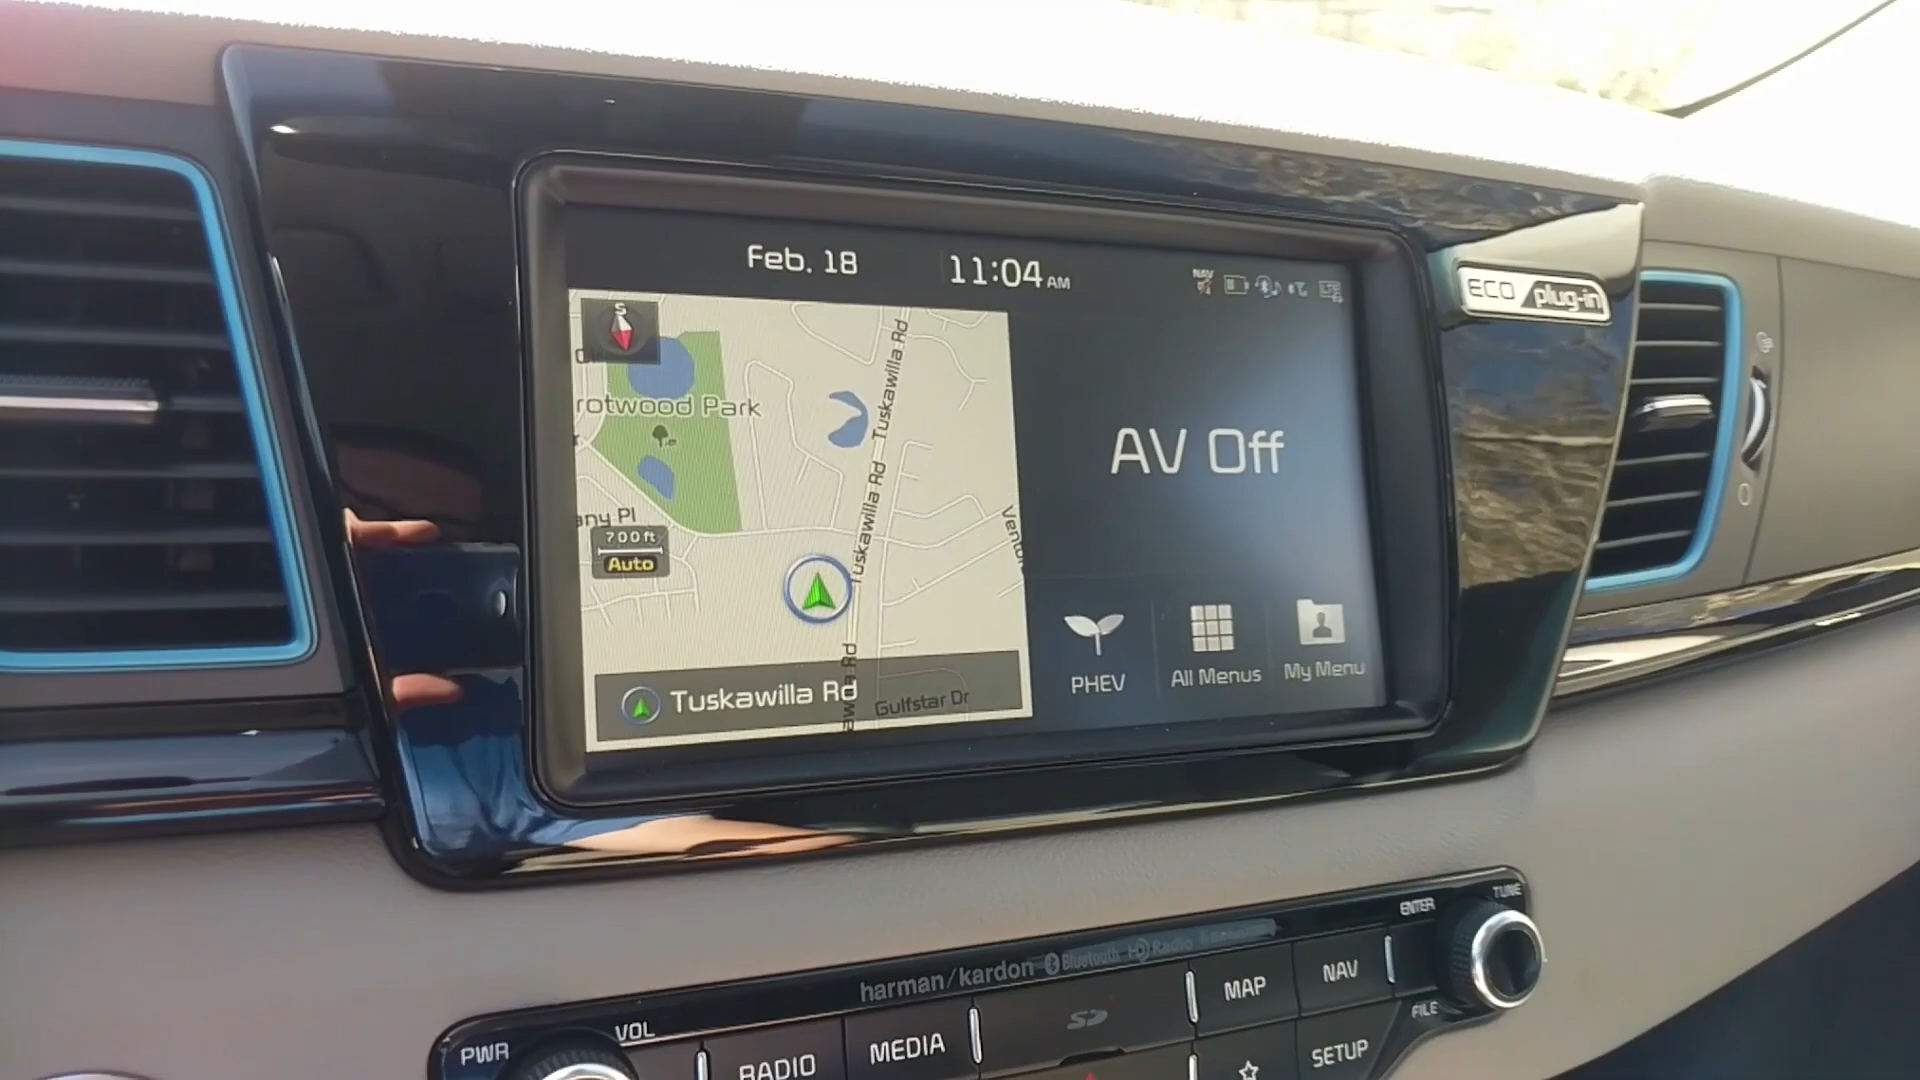 Feb. 18
11:04 AM
NAV
ECO plug-in
S
rotwood Park
Tuskawilla Rd
Tuskawilla Rd
Tuskawilla Rd
any Pl
700ft
Auto
AV Off
Tuskawilla Rd
Gulfstar Dr
PHEV
All Menus
My Menu
TUNE
ENTER
harman/kardon Bluetooth HD Radio
MAP
NAV
FILE
VOL
PWR
RADIO
MEDIA
SD
SETUP